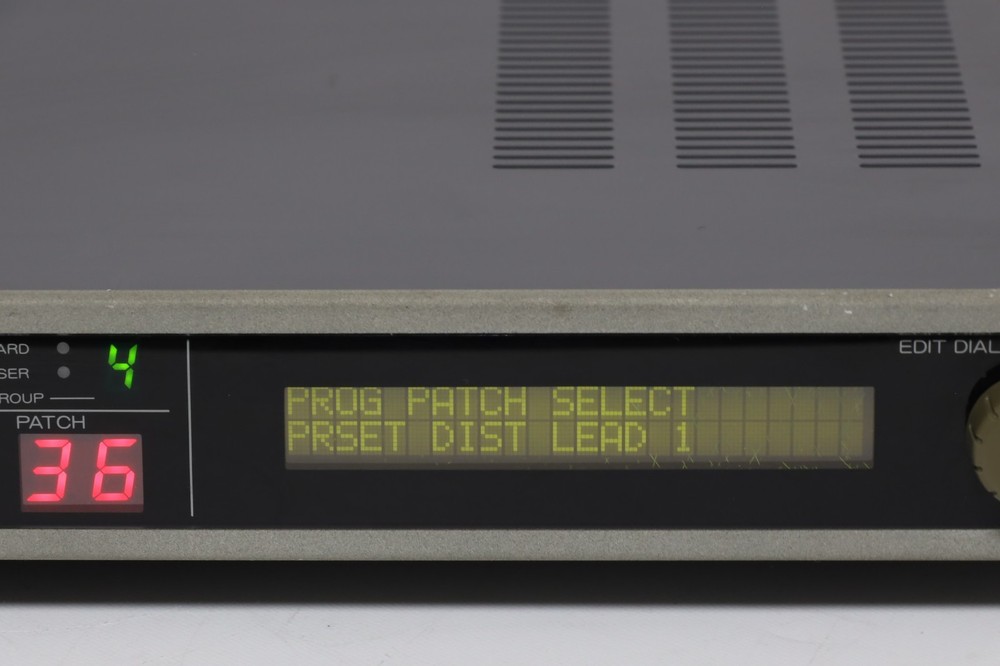 ARD
SER
ROUP
4
PATCH
36
PROG PATCH SELECT
PRSET DIST LEAD 1
EDIT DIAL